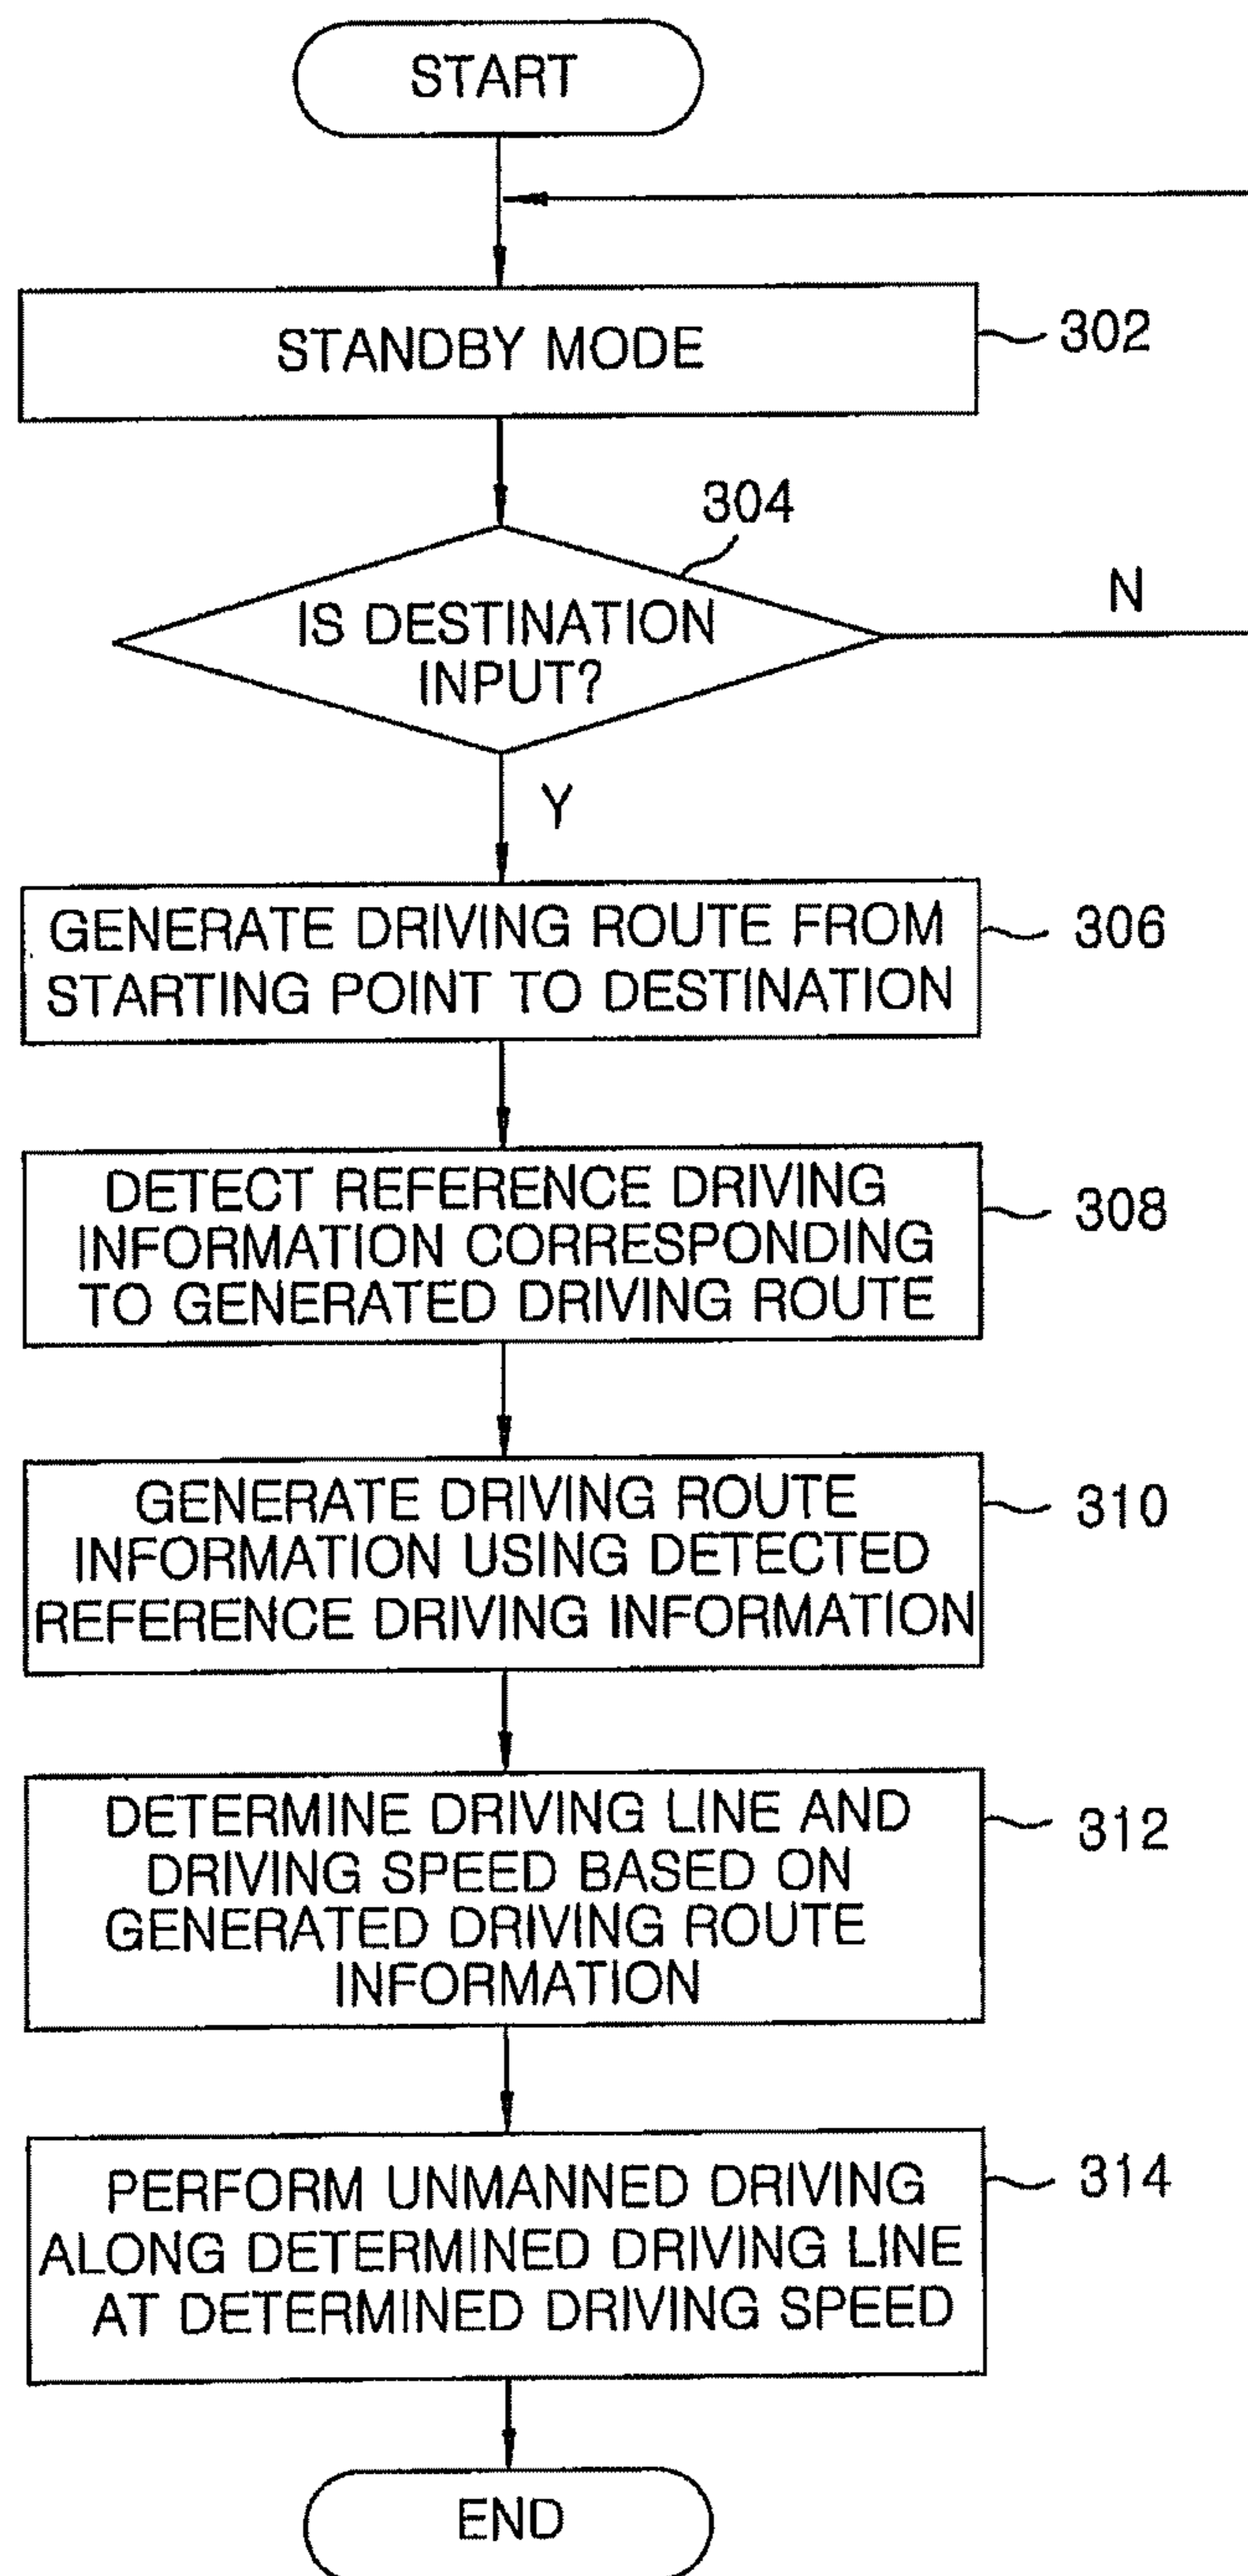 START
STANDBY MODE
302
304
IS DESTINATION
INPUT?
N
Y
GENERATE DRIVING ROUTE FROM
STARTING POINT TO DESTINATION
306
DETECT REFERENCE DRIVING
INFORMATION CORRESPONDING
TO GENERATED DRIVING ROUTE
308
GENERATE DRIVING ROUTE
INFORMATION USING DETECTED
REFERENCE DRIVING INFORMATION
310
DETERMINE DRIVING LINE AND
DRIVING SPEED BASED ON
GENERATED DRIVING ROUTE
INFORMATION
312
PERFORM UNMANNED DRIVING
ALONG DETERMINED DRIVING LINE
AT DETERMINED DRIVING SPEED
314
END